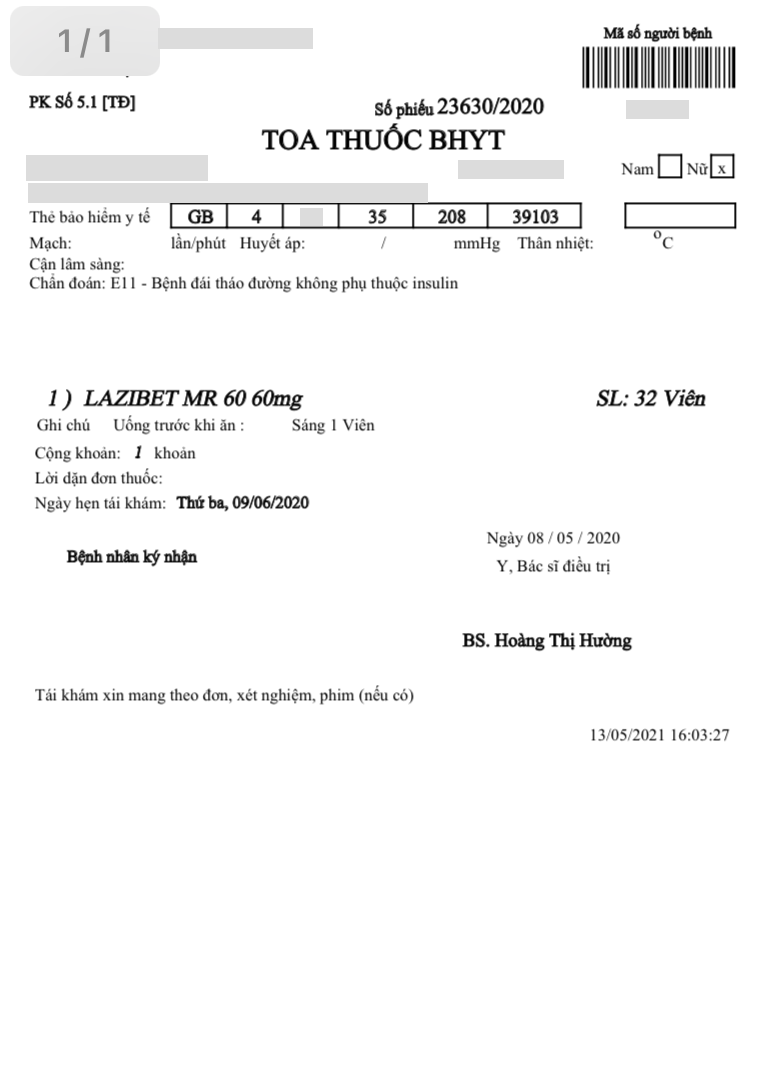 1/1
Mã số người bệnh
PK Số 5.1 [TĐ]
Số phiếu 23630/2020
TOA THUỐC BHYT
Nam Nữ x
Thẻ bảo hiểm y tế GB 4 35 208 39103
Mạch: lần/phút Huyết áp: / mmHg Thân nhiệt: °C
Cận lâm sàng:
Chẩn đoán: E11 - Bệnh đái tháo đường không phụ thuộc insulin
1 ) LAZIBET MR 60 60mg SL: 32 Viên
Ghi chú Uống trước khi ăn : Sáng 1 Viên
Cộng khoản: 1 khoản
Lời dặn đơn thuốc:
Ngày hẹn tái khám: Thứ ba, 09/06/2020
Ngày 08 / 05 / 2020
Bệnh nhân ký nhận
Y, Bác sĩ điều trị
BS. Hoàng Thị Hường
Tái khám xin mang theo đơn, xét nghiệm, phim (nếu có)
13/05/2021 16:03:27